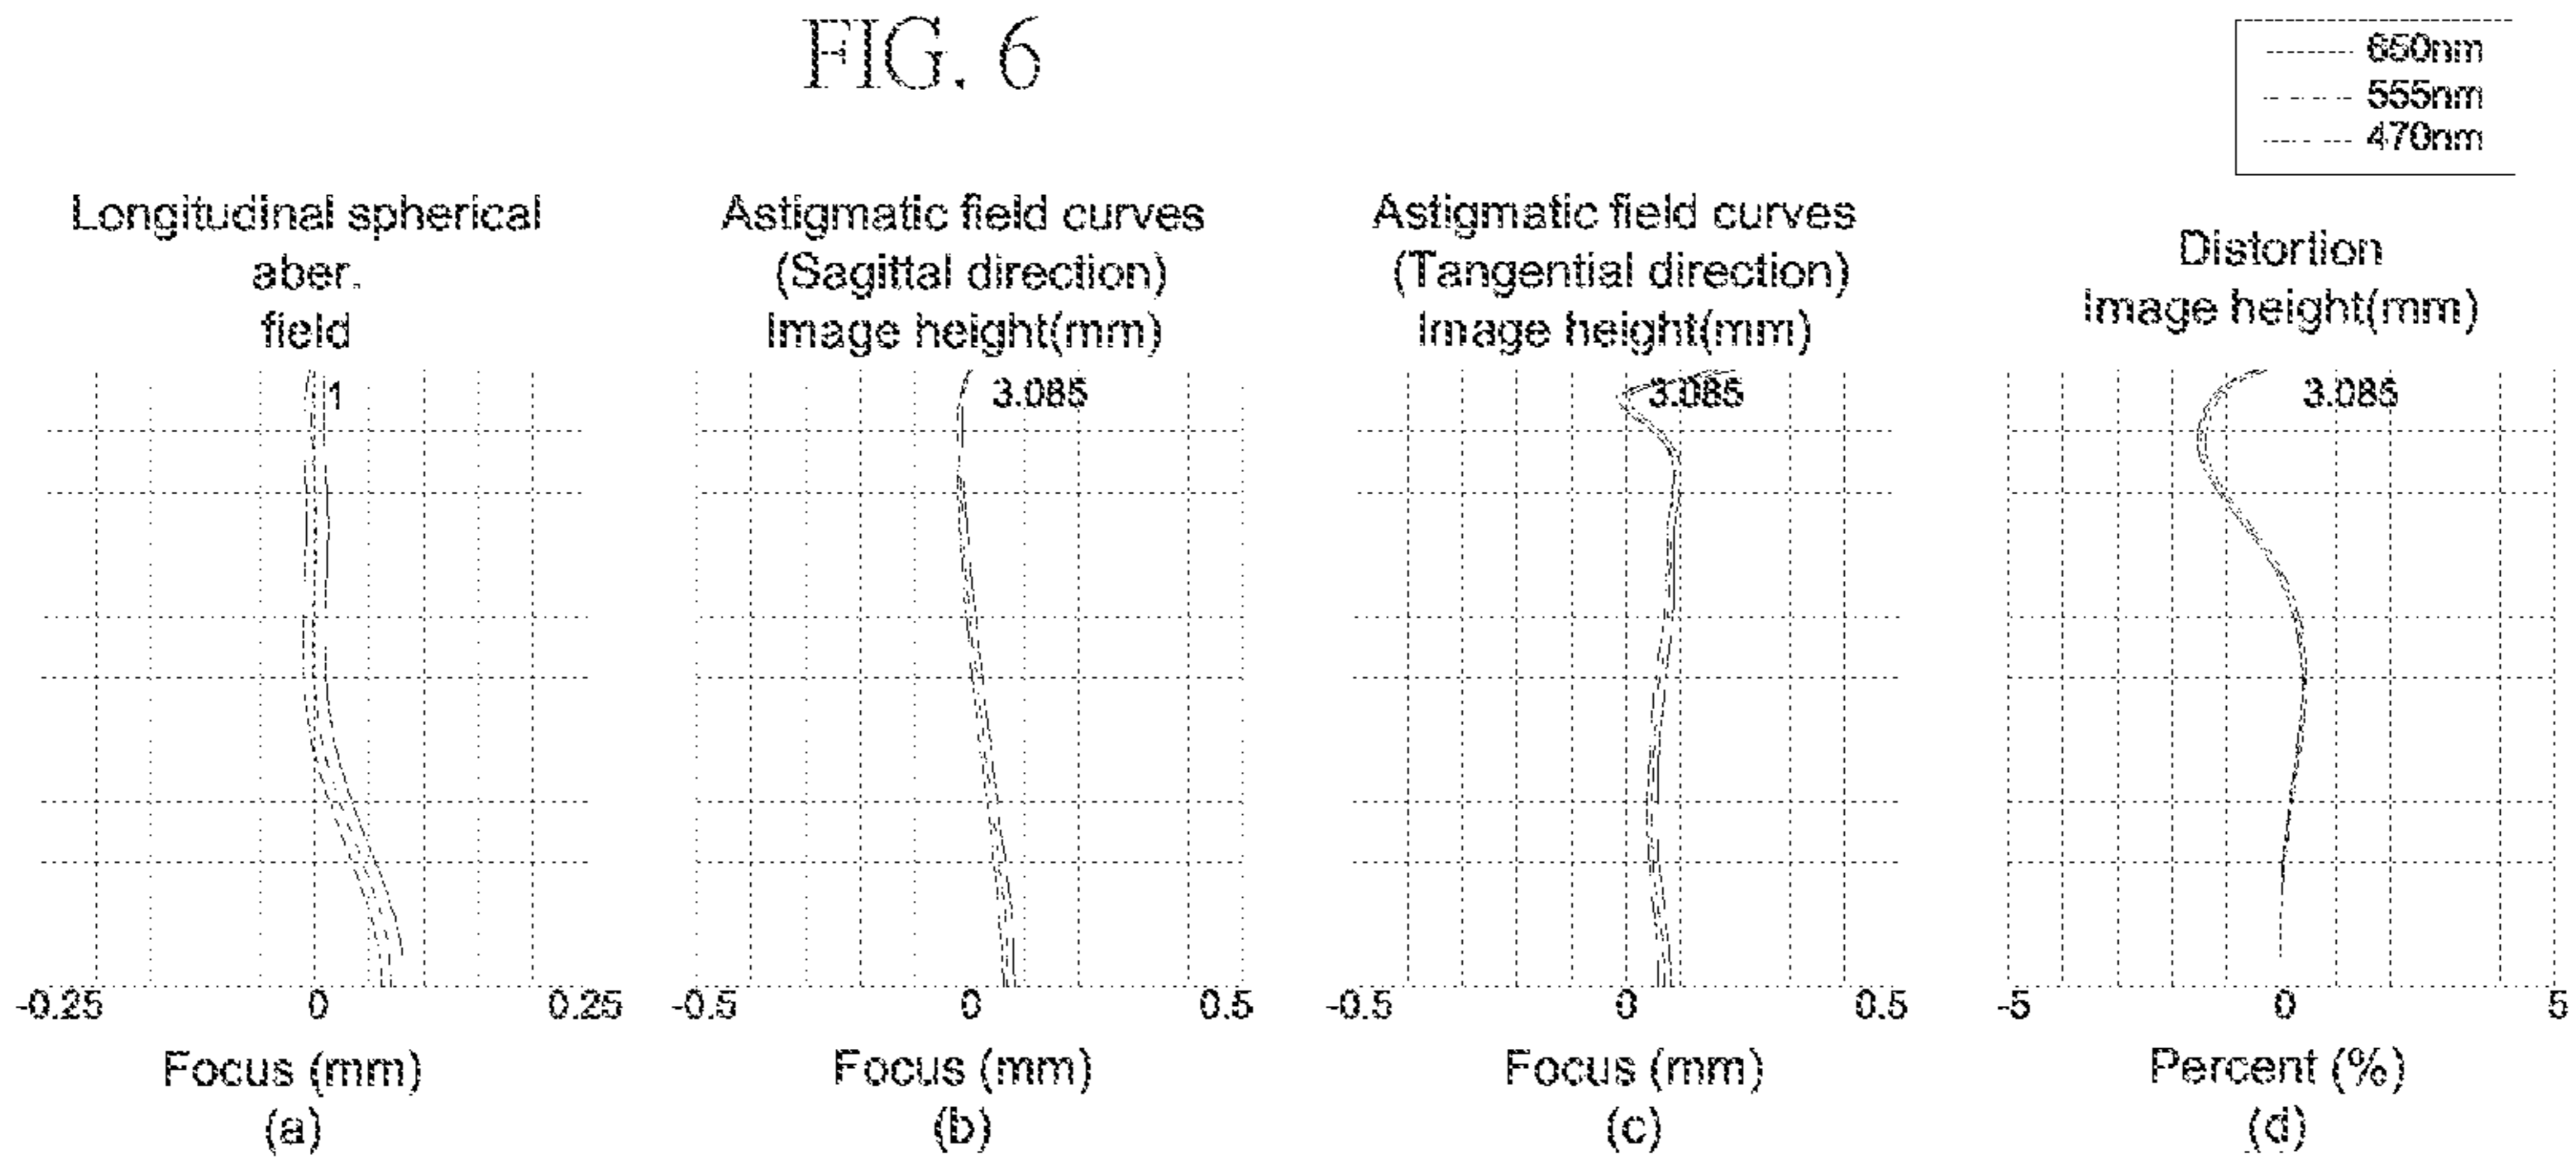 FIG. 6
650nm
555nm
470nm
Longitudinal spherical
aber.
field
1
-0.25 0 0.25
Focus (mm)
(a)
Astigmatic field curves
(Sagittal direction)
Image height(mm)
3.085
-0.5 0 0.5
Focus (mm)
(b)
Astigmatic field curves
(Tangential direction)
Image height(mm)
3.085
-0.5 0 0.5
Focus (mm)
(c)
Distortion
Image height(mm)
3.085
-5 0 5
Percent (%)
(d)